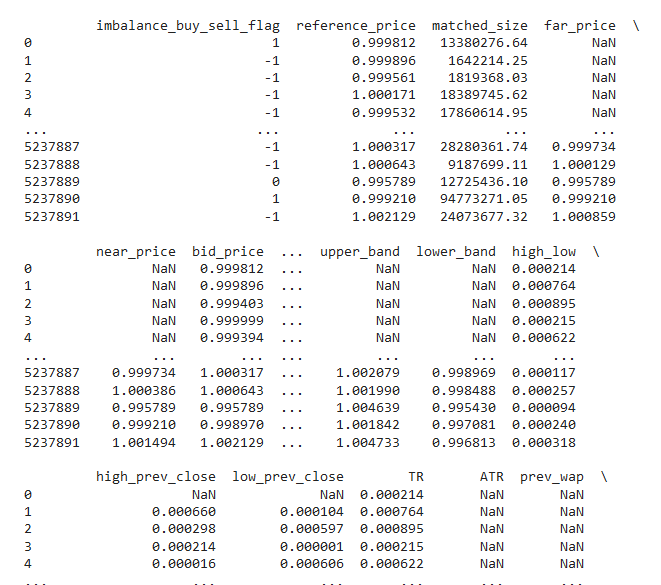 imbalance_buy_sell_flag reference_price matched_size far_price \
0 1 0.999812 13380276.64 NaN
1 -1 0.999896 1642214.25 NaN
2 -1 0.999561 1819368.03 NaN
3 -1 1.000171 18389745.62 NaN
4 -1 0.999532 17860614.95 NaN
... ... ... ... ...
5237887 -1 1.000317 28280361.74 0.999734
5237888 -1 1.000643 9187699.11 1.000129
5237889 0 0.995789 12725436.10 0.995789
5237890 1 0.999210 94773271.05 0.999210
5237891 -1 1.002129 24073677.32 1.000859
near_price bid_price ... upper_band lower_band high_low \
0 NaN 0.999812 ... NaN NaN 0.000214
1 NaN 0.999896 ... NaN NaN 0.000764
2 NaN 0.999403 ... NaN NaN 0.000895
3 NaN 0.999999 ... NaN NaN 0.000215
4 NaN 0.999394 ... NaN NaN 0.000622
... ... ... ... ... ... ...
5237887 0.999734 1.000317 ... 1.002079 0.998969 0.000117
5237888 1.000386 1.000643 ... 1.001990 0.998488 0.000257
5237889 0.995789 0.995789 ... 1.004639 0.995430 0.000094
5237890 0.999210 0.998970 ... 1.001842 0.997081 0.000240
5237891 1.001494 1.002129 ... 1.004733 0.996813 0.000318
high_prev_close low_prev_close TR ATR prev_wap \
0 NaN NaN 0.000214 NaN NaN
1 0.000660 0.000104 0.000764 NaN NaN
2 0.000298 0.000597 0.000895 NaN NaN
3 0.000214 0.000001 0.000215 NaN NaN
4 0.000016 0.000606 0.000622 NaN NaN
... ... ... ... ... ...